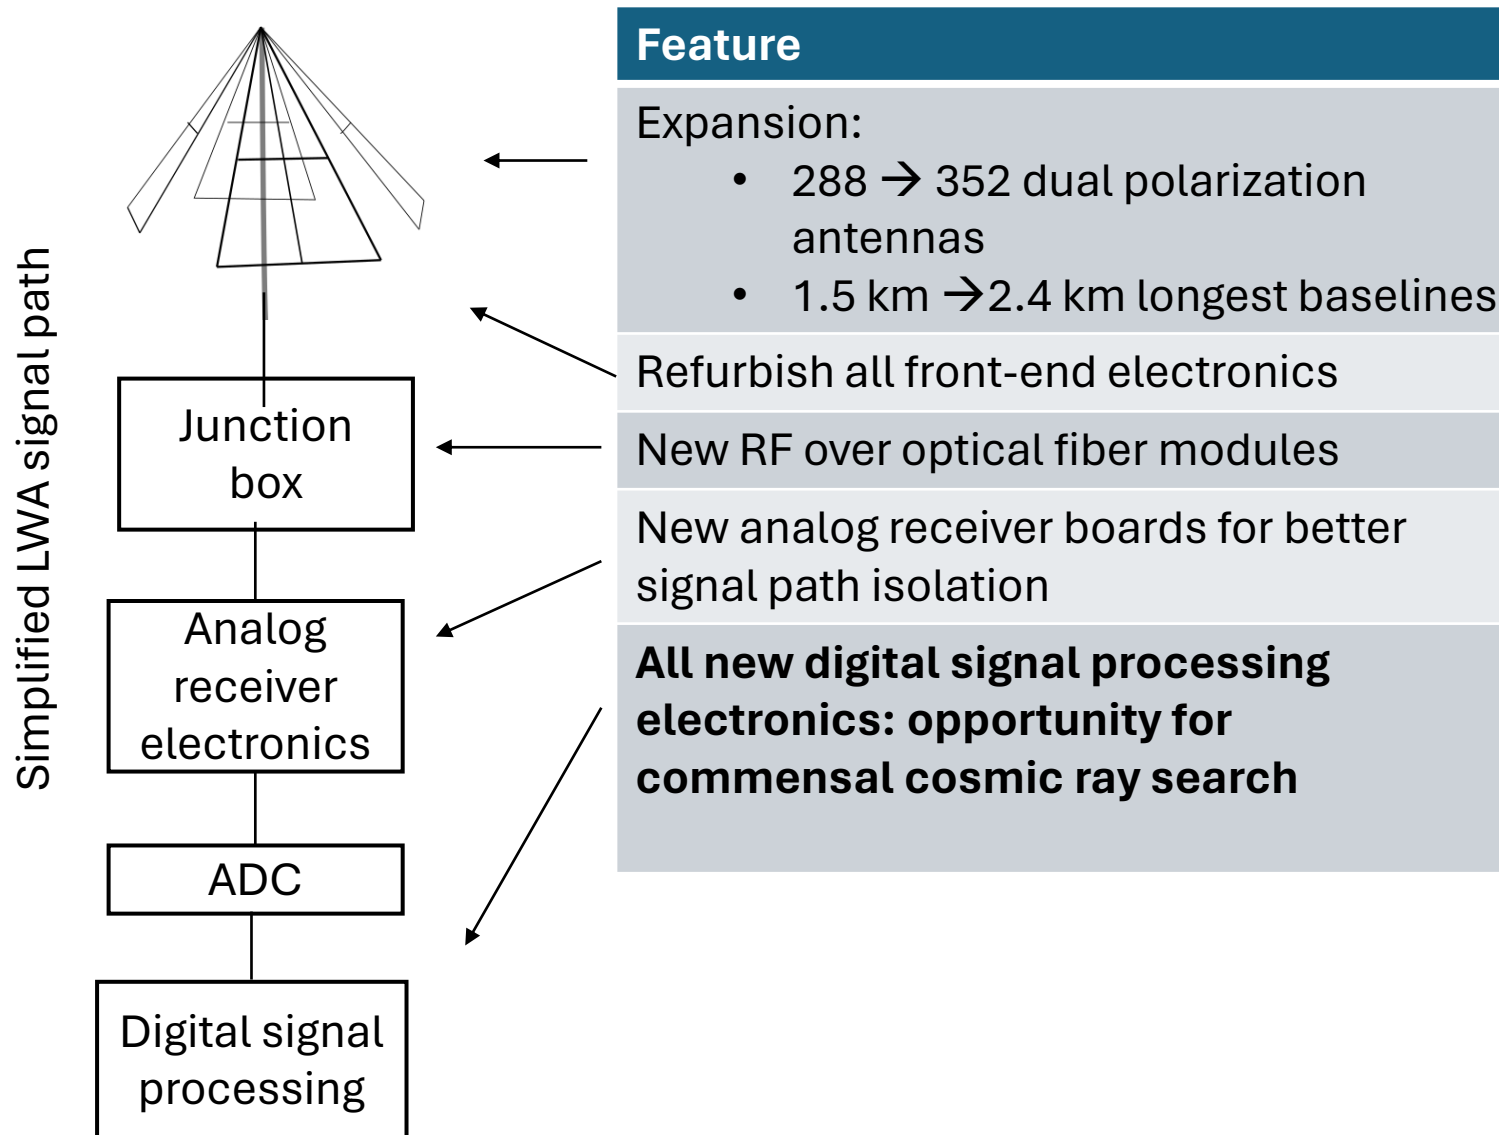 Simplified LWA signal path
Junction
box
Analog
receiver
electronics
ADC
Digital signal
processing
Feature
Expansion:
• 288 → 352 dual polarization
antennas
• 1.5 km →2.4 km longest baselines
Refurbish all front-end electronics
New RF over optical fiber modules
New analog receiver boards for better
signal path isolation
All new digital signal processing
electronics: opportunity for
commensal cosmic ray search